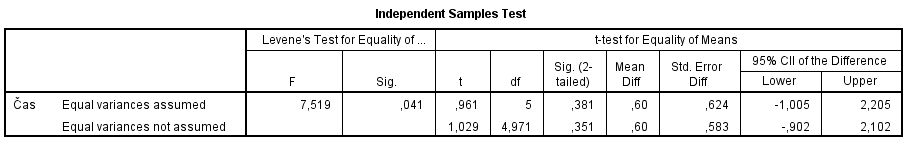 Independent Samples Test
Levene's Test for Equality of ... t-test for Equality of Means
F Sig. t df Sig. (2-tailed) Mean Diff Std. Error Diff 95% CII of the Difference
Lower Upper
Čas Equal variances assumed 7,519 ,041 ,961 5 ,381 ,60 ,624 -1,005 2,205
Equal variances not assumed 1,029 4,971 ,351 ,60 ,583 -,902 2,102